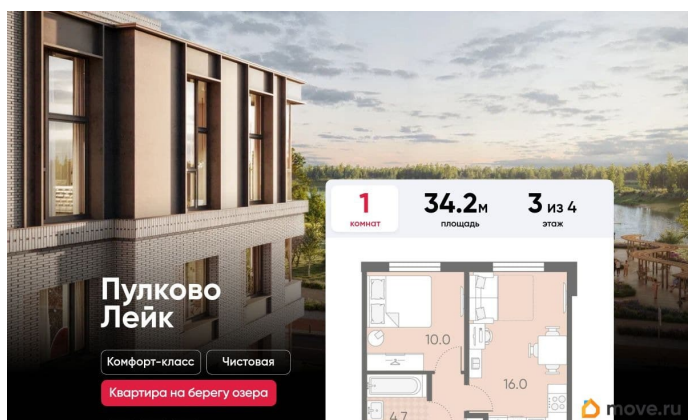 1
комнат
34.2м
площадь
3 из 4
этаж
Пулково
Лейк
Комфорт-класс
Чистовая
Квартира на берегу озера
10.0
16.0
4.7
move.ru